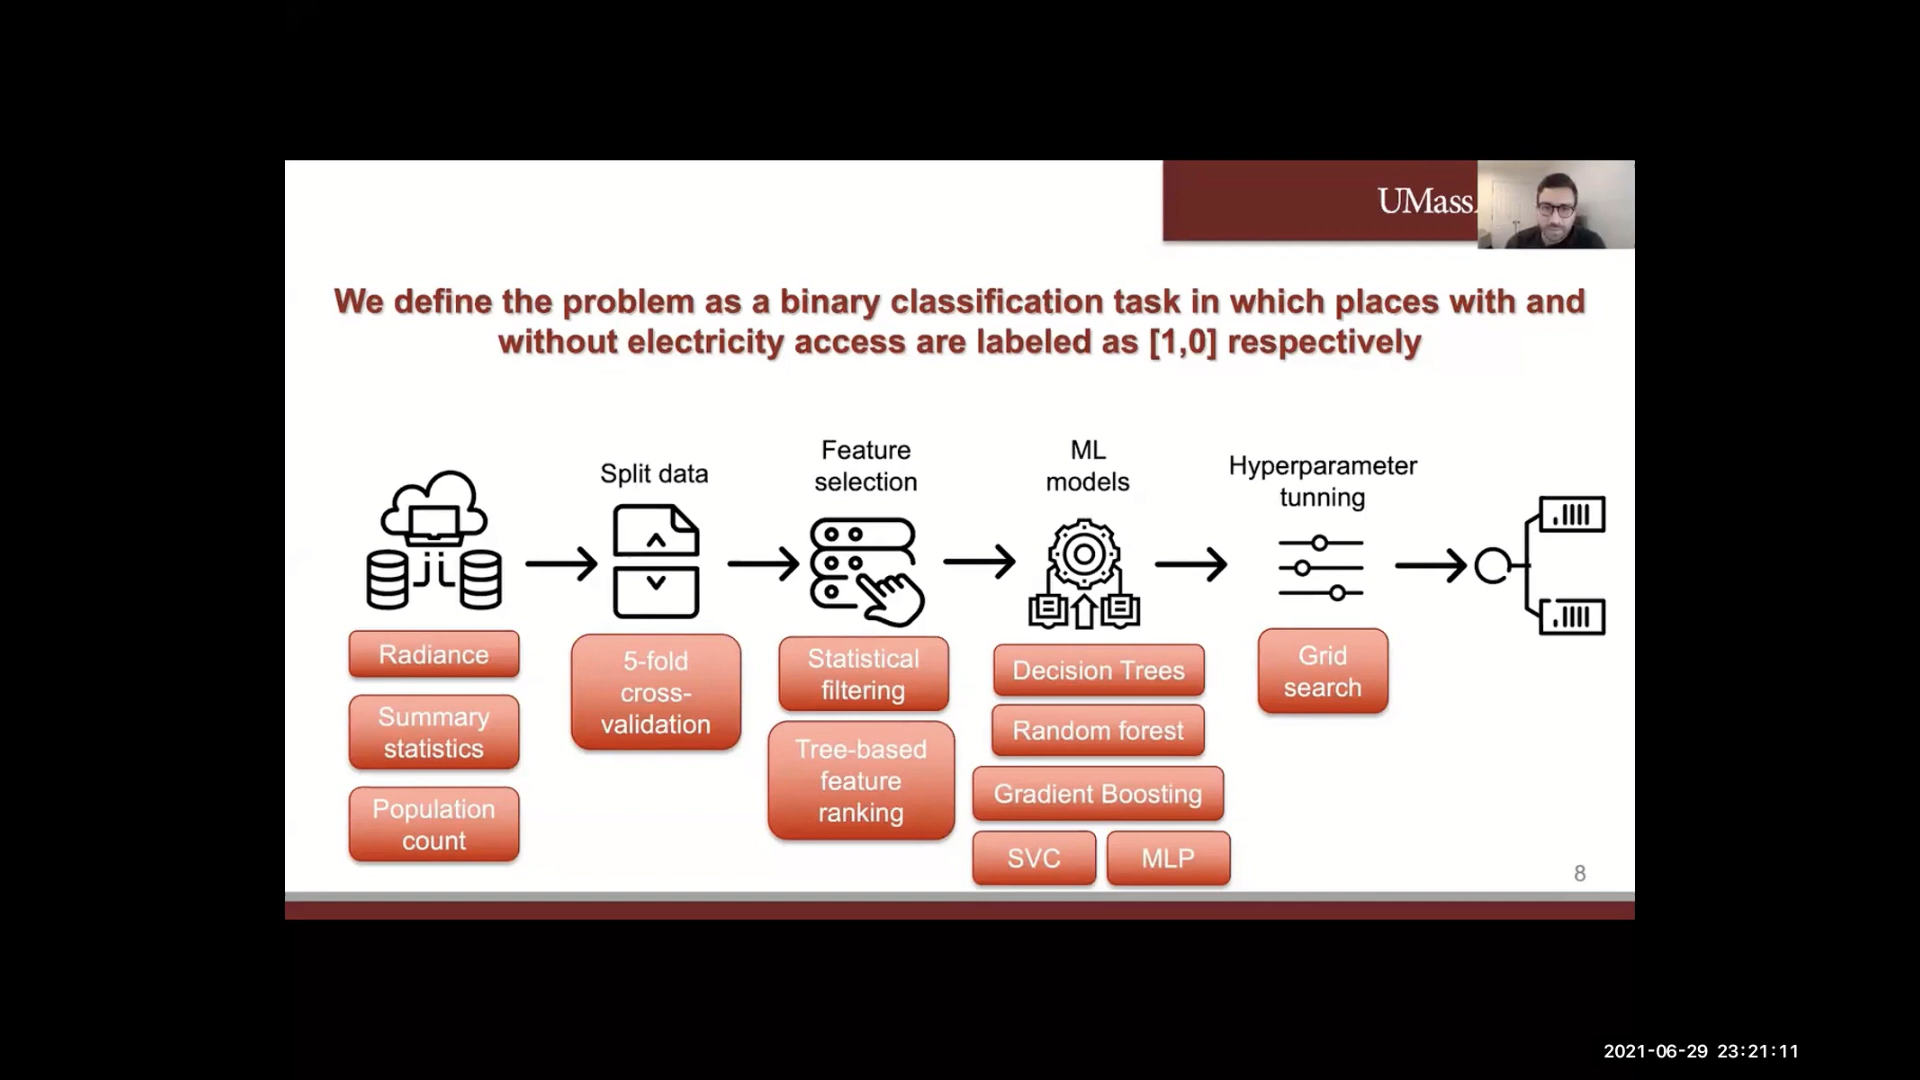 UMass
We define the problem as a binary classification task in which places with and
without electricity access are labeled as [1,0] respectively
Split data
Feature
selection
ML
models
Hyperparameter
tunning
Radiance
Summary
statistics
Population
count
5-fold
cross-
validation
Statistical
filtering
Tree-based
feature
ranking
Decision Trees
Random forest
Gradient Boosting
SVC
MLP
Grid
search
8
2021-06-29 23:21:11